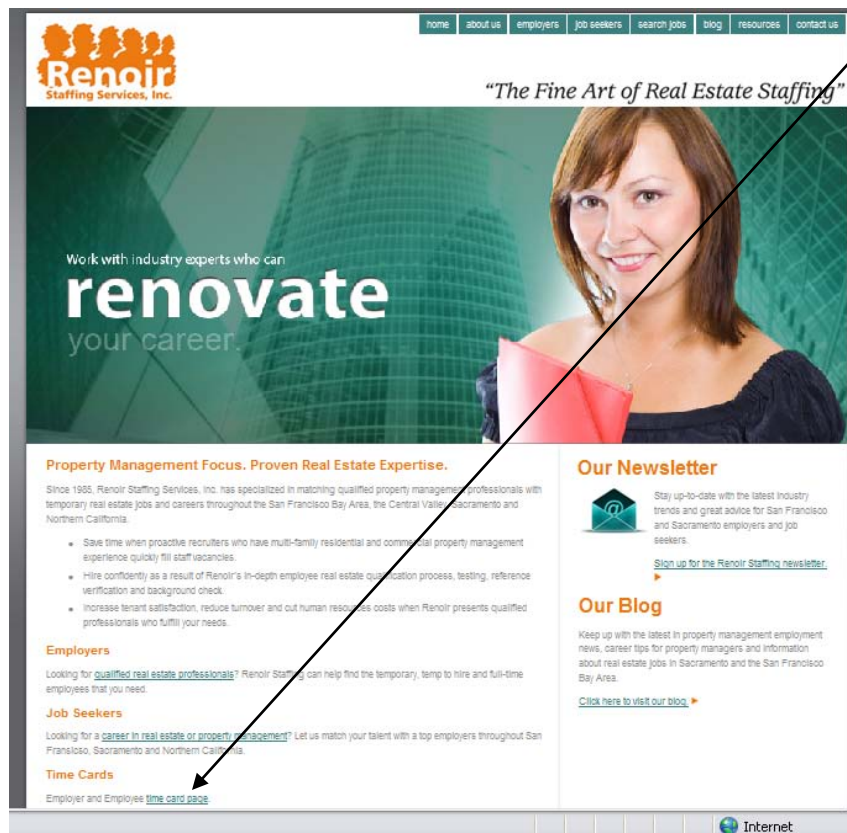 home about us employers job seekers search jobs blog resources contact us
Renoir
Staffing Services, Inc.
“The Fine Art of Real Estate Staffing”
Work with industry experts who can
renovate
your career.
Property Management Focus. Proven Real Estate Expertise.
Since 1985, Renoir Staffing Services, Inc. has specialized in matching qualified property management professionals with
temporary real estate jobs and careers throughout the San Francisco Bay Area, the Central Valley, Sacramento and
Northern California.
Save time when proactive recruiters who have multi-family residential and commercial property management
experience quickly fill staff vacancies.
Hire confidently as a result of Renoir's in-depth employee real estate qualification process, testing, reference
verification and background check.
Increase tenant satisfaction, reduce turnover and cut human resources costs when Renoir presents qualified
professionals who fulfill your needs.
Employers
Looking for qualified real estate professionals? Renoir Staffing can help find the temporary, temp to hire and full-time
employees that you need.
Job Seekers
Looking for a career in real estate or property management? Let us match your talent with a top employers throughout San
Fransisco, Sacramento and Northern California.
Time Cards
Employer and Employee time card page.
Our Newsletter
Stay up-to-date with the latest industry
trends and great advice for San Francisco
and Sacramento employers and job
seekers.
Sign up for the Renoir Staffing newsletter.
Our Blog
Keep up with the latest in property management employment
news, career tips for property managers and information
about real estate jobs in Sacramento and the San Francisco
Bay Area.
Click here to visit our blog.
Internet